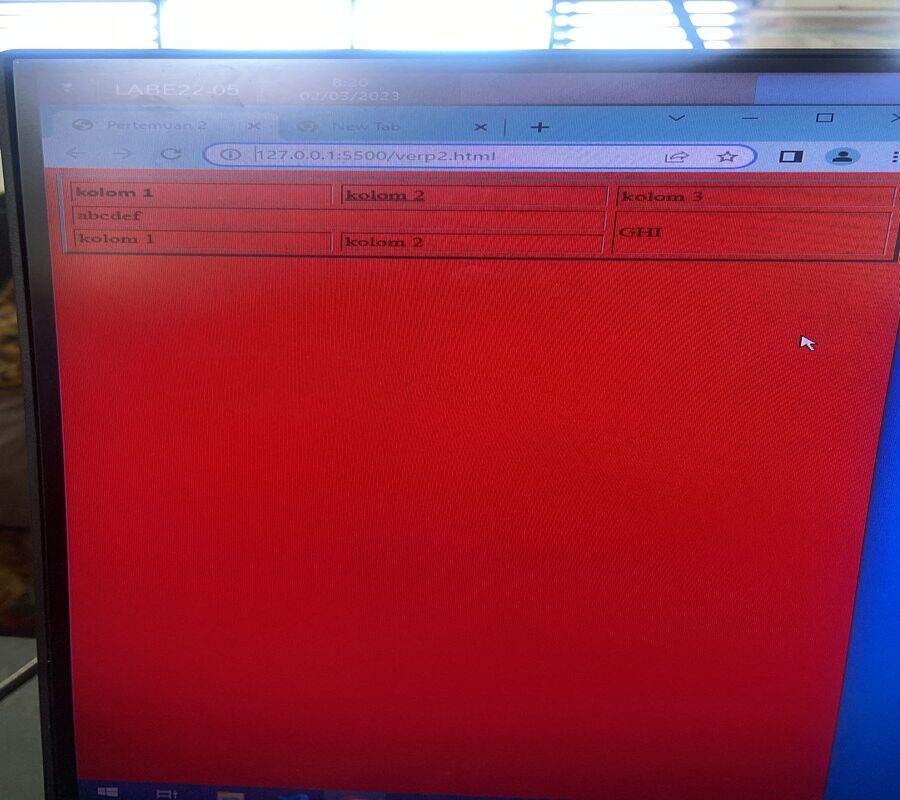 LABE22-05
8:20
02/03/2023
Pertemuan 2
New Tab
127.0.0.1:5500/verp2.html
kolom 1 kolom 2 kolom 3
abcdef
GHI
kolom 1 kolom 2